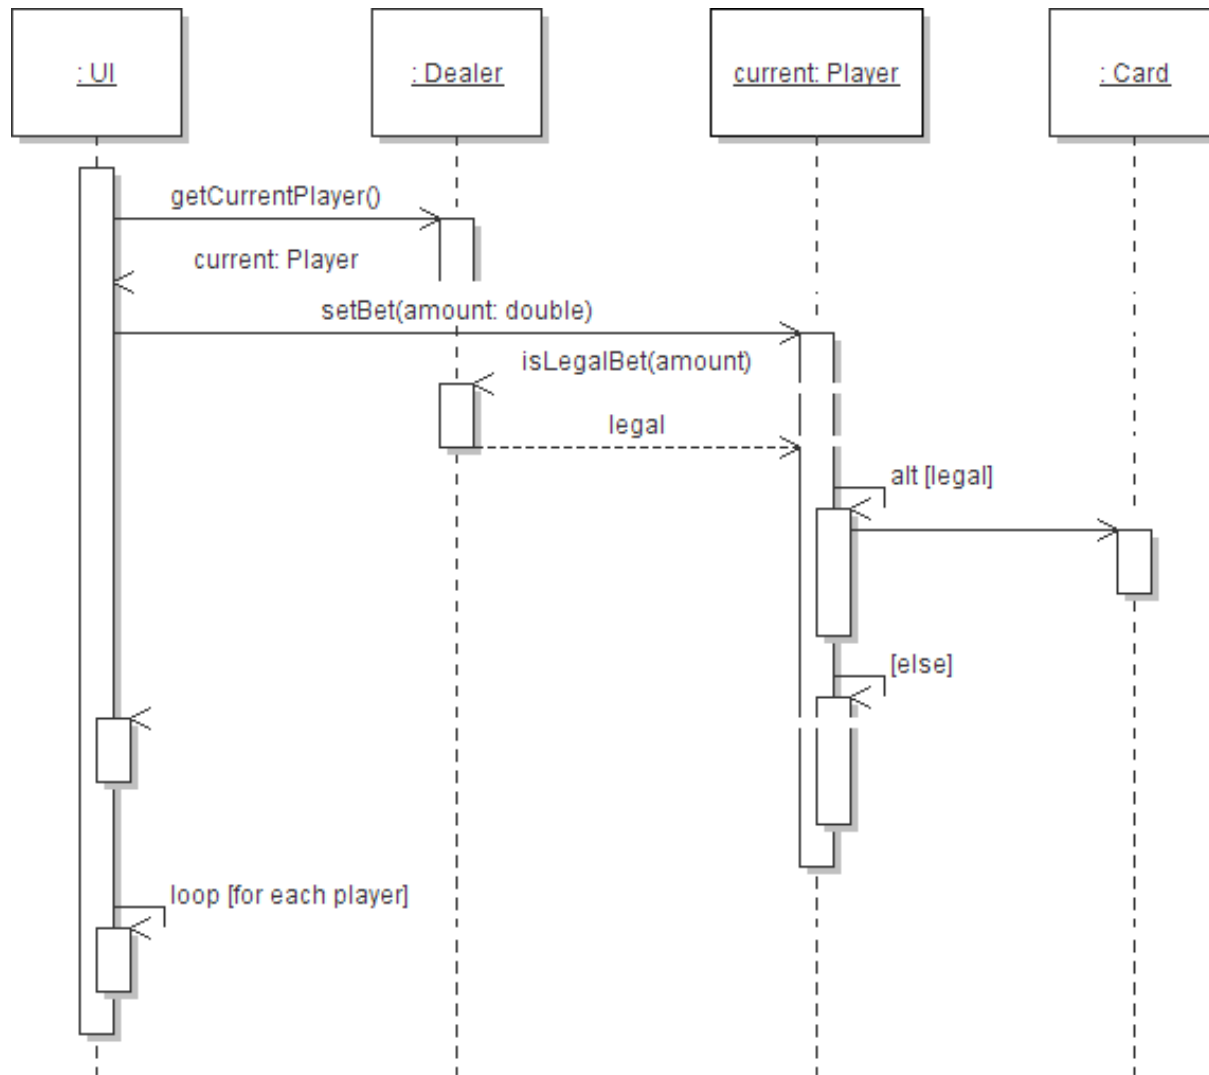 : UI
: Dealer
current: Player
: Card
getCurrentPlayer()
current: Player
setBet(amount: double)
isLegalBet(amount)
legal
alt [legal]
[else]
loop [for each player]